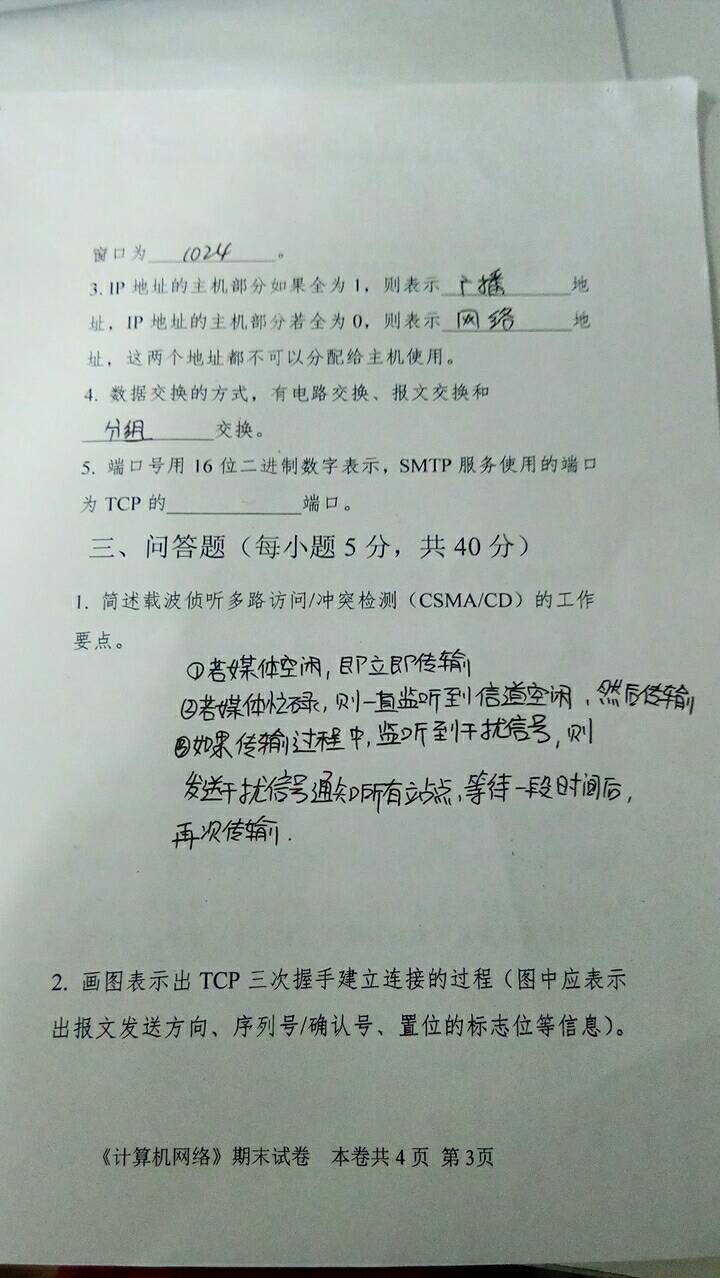 窗口为 1024 。
3. IP 地址的主机部分如果全为 1，则表示 广播 地
址，IP 地址的主机部分若全为 0，则表示 网络 地
址，这两个地址都不可以分配给主机使用。
4. 数据交换的方式，有电路交换、报文交换和
分组 交换。
5. 端口号用 16 位二进制数字表示，SMTP 服务使用的端口
为 TCP 的____________端口。
三、问答题（每小题 5 分，共 40 分）
1. 简述载波侦听多路访问/冲突检测（CSMA/CD）的工作
要点。
①若媒体空闲，即立即传输
②若媒体忙碌，则一直监听到信道空闲，然后传输
③如果传输过程中，监听到干扰信号，则
发送干扰信号通知所有站点，等待一段时间后，
再次传输.
2. 画图表示出 TCP 三次握手建立连接的过程（图中应表示
出报文发送方向、序列号/确认号、置位的标志位等信息）。
《计算机网络》期末试卷 本卷共 4 页 第 3页